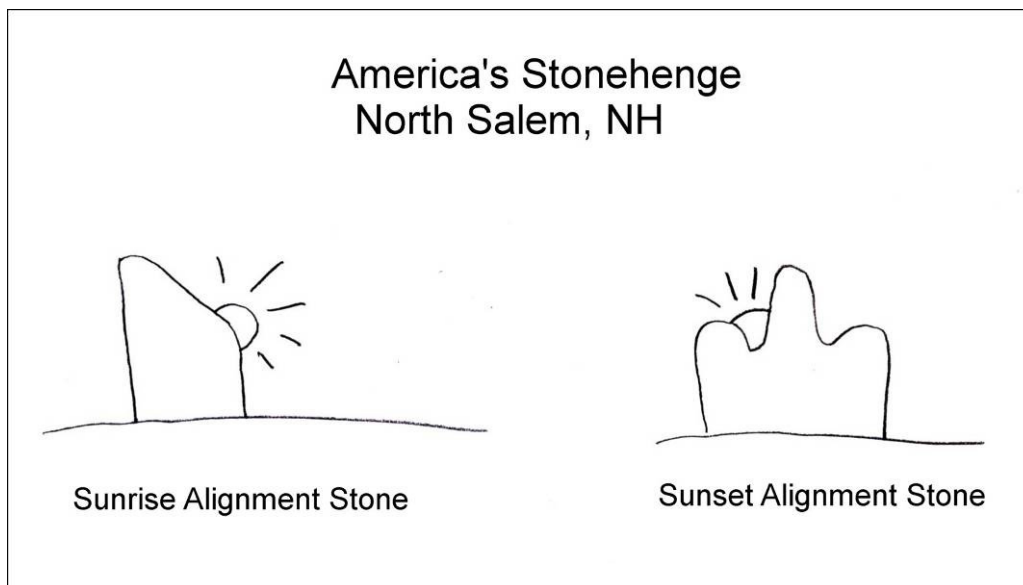 America's Stonehenge
North Salem, NH
Sunrise Alignment Stone
Sunset Alignment Stone